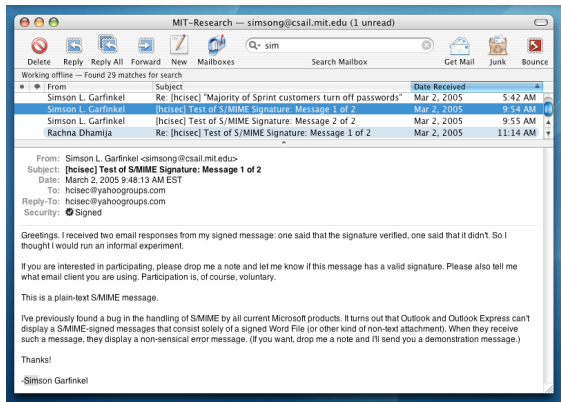 MIT-Research — simsong@csail.mit.edu (1 unread)
sim
Delete Reply Reply All Forward New Mailboxes Search Mailbox Get Mail Junk Bounce
Working offline — Found 29 matches for search
From Subject Date Received
Simson L. Garfinkel Re: [hcisec] "Majority of Sprint customers turn off passwords" Mar 2, 2005 5:42 AM
Simson L. Garfinkel [hcisec] Test of S/MIME Signature: Message 1 of 2 Mar 2, 2005 9:54 AM
Simson L. Garfinkel [hcisec] Test of S/MIME Signature: Message 2 of 2 Mar 2, 2005 9:55 AM
Rachna Dhamija Re: [hcisec] Test of S/MIME Signature: Message 1 of 2 Mar 2, 2005 11:14 AM
From: Simson L. Garfinkel <simsong@csail.mit.edu>
Subject: [hcisec] Test of S/MIME Signature: Message 1 of 2
Date: March 2, 2005 9:48:13 AM EST
To: hcisec@yahoogroups.com
Reply-To: hcisec@yahoogroups.com
Security: Signed
Greetings. I received two email responses from my signed message: one said that the signature verified, one said that it didn't. So I
thought I would run an informal experiment.
If you are interested in participating, please drop me a note and let me know if this message has a valid signature. Please also tell me
what email client you are using. Participation is, of course, voluntary.
This is a plain-text S/MIME message.
I've previously found a bug in the handling of S/MIME by all current Microsoft products. It turns out that Outlook and Outlook Express can't
display a S/MIME-signed messages that consist solely of a signed Word File (or other kind of non-text attachment). When they receive
such a message, they display a non-sensical error message. (If you want, drop me a note and I'll send you a demonstration message.)
Thanks!
-Simson Garfinkel